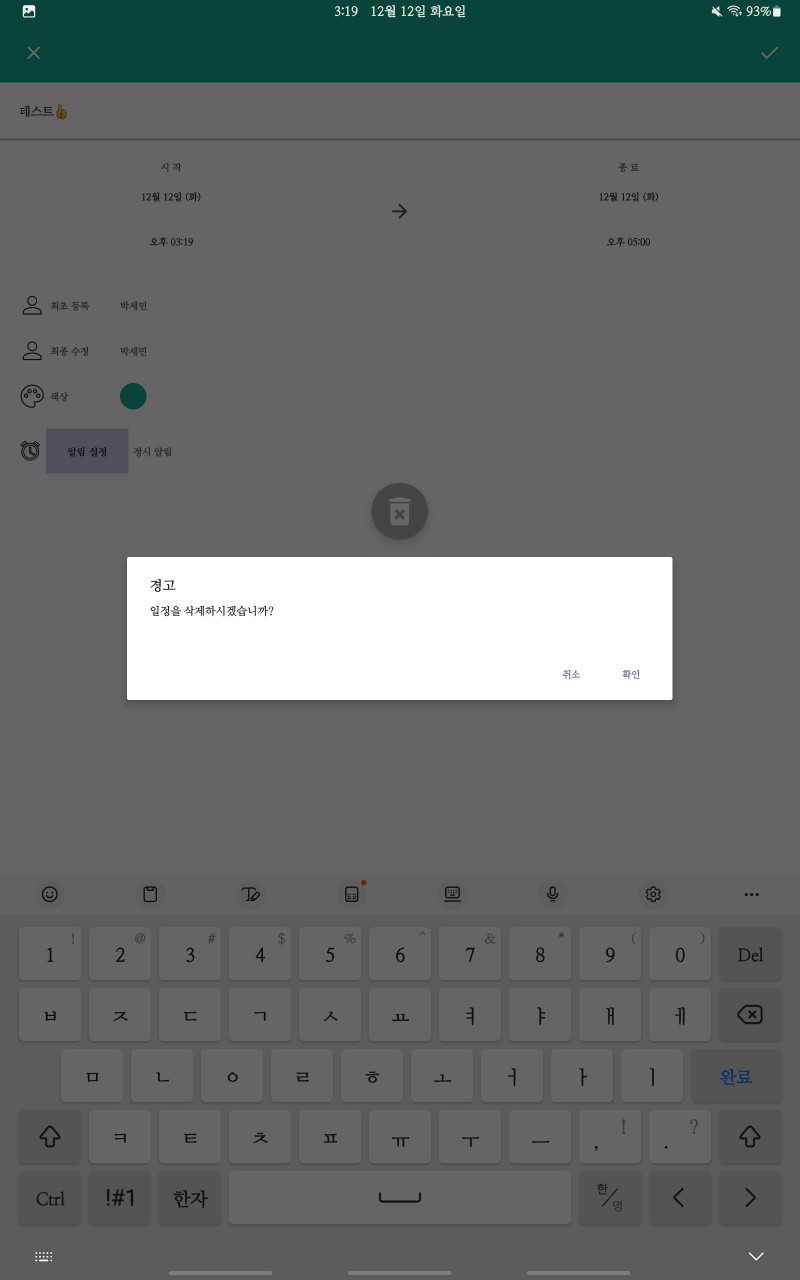 3:19 12월 12일 화요일 93%
테스트👍
시작 종료
12월 12일 (화) 12월 12일 (화)
오후 03:19 오후 05:00
최초 등록 박세민
최종 수정 박세민
색상
알림 설정 정시 알림
경고
일정을 삭제하시겠습니까?
취소 확인
! @ # $ % ^ & * ( )
1 2 3 4 5 6 7 8 9 0 Del
ㅂ ㅈ ㄷ ㄱ ㅅ ㅛ ㅕ ㅑ ㅐ ㅔ
ㅁ ㄴ ㅇ ㄹ ㅎ ㅗ ㅓ ㅏ ㅣ 완료
ㅋ ㅌ ㅊ ㅍ ㅠ ㅜ ㅡ , ! . ?
Ctrl !#1 한자 한/영